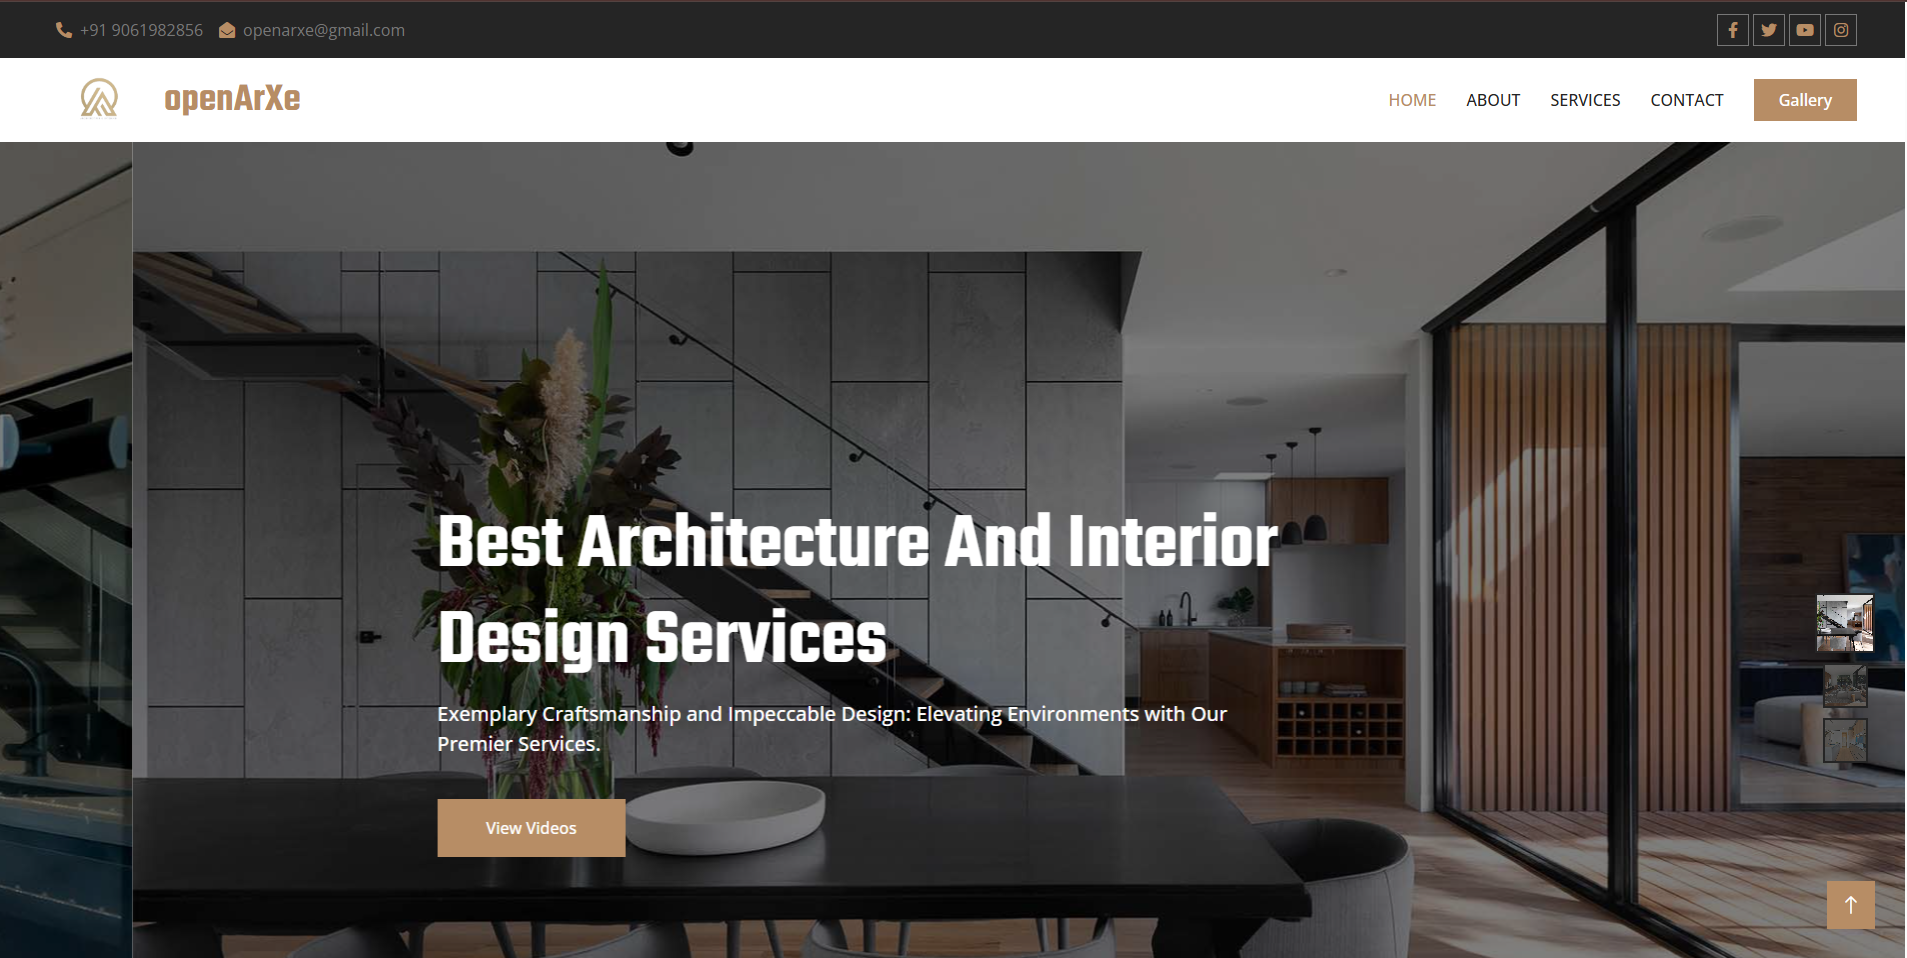 +91 9061982856 openarxe@gmail.com
openArXe
HOME ABOUT SERVICES CONTACT Gallery
Best Architecture And Interior
Design Services
Exemplary Craftsmanship and Impeccable Design: Elevating Environments with Our
Premier Services.
View Videos